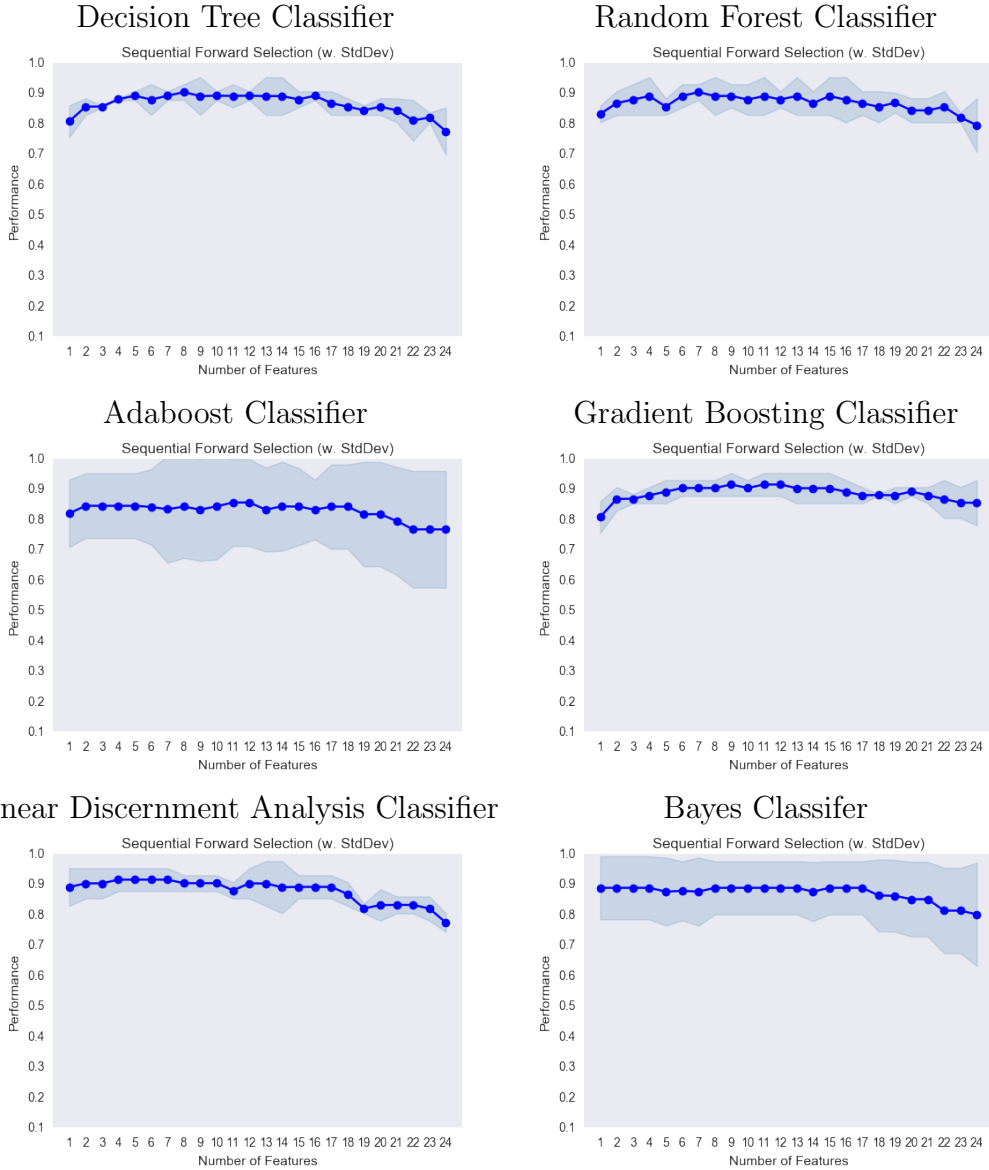 Decision Tree Classifier
Sequential Forward Selection (w. StdDev)
1.0
0.9
0.8
0.7
0.6
0.5
0.4
0.3
0.2
0.1
Performance
1 2 3 4 5 6 7 8 9 10 11 12 13 14 15 16 17 18 19 20 21 22 23 24
Number of Features
Random Forest Classifier
Sequential Forward Selection (w. StdDev)
1.0
0.9
0.8
0.7
0.6
0.5
0.4
0.3
0.2
0.1
Performance
1 2 3 4 5 6 7 8 9 10 11 12 13 14 15 16 17 18 19 20 21 22 23 24
Number of Features
Adaboost Classifier
Sequential Forward Selection (w. StdDev)
1.0
0.9
0.8
0.7
0.6
0.5
0.4
0.3
0.2
0.1
Performance
1 2 3 4 5 6 7 8 9 10 11 12 13 14 15 16 17 18 19 20 21 22 23 24
Number of Features
Gradient Boosting Classifier
Sequential Forward Selection (w. StdDev)
1.0
0.9
0.8
0.7
0.6
0.5
0.4
0.3
0.2
0.1
Performance
1 2 3 4 5 6 7 8 9 10 11 12 13 14 15 16 17 18 19 20 21 22 23 24
Number of Features
near Discernment Analysis Classifier
Sequential Forward Selection (w. StdDev)
1.0
0.9
0.8
0.7
0.6
0.5
0.4
0.3
0.2
0.1
Performance
1 2 3 4 5 6 7 8 9 10 11 12 13 14 15 16 17 18 19 20 21 22 23 24
Number of Features
Bayes Classifer
Sequential Forward Selection (w. StdDev)
1.0
0.9
0.8
0.7
0.6
0.5
0.4
0.3
0.2
0.1
Performance
1 2 3 4 5 6 7 8 9 10 11 12 13 14 15 16 17 18 19 20 21 22 23 24
Number of Features